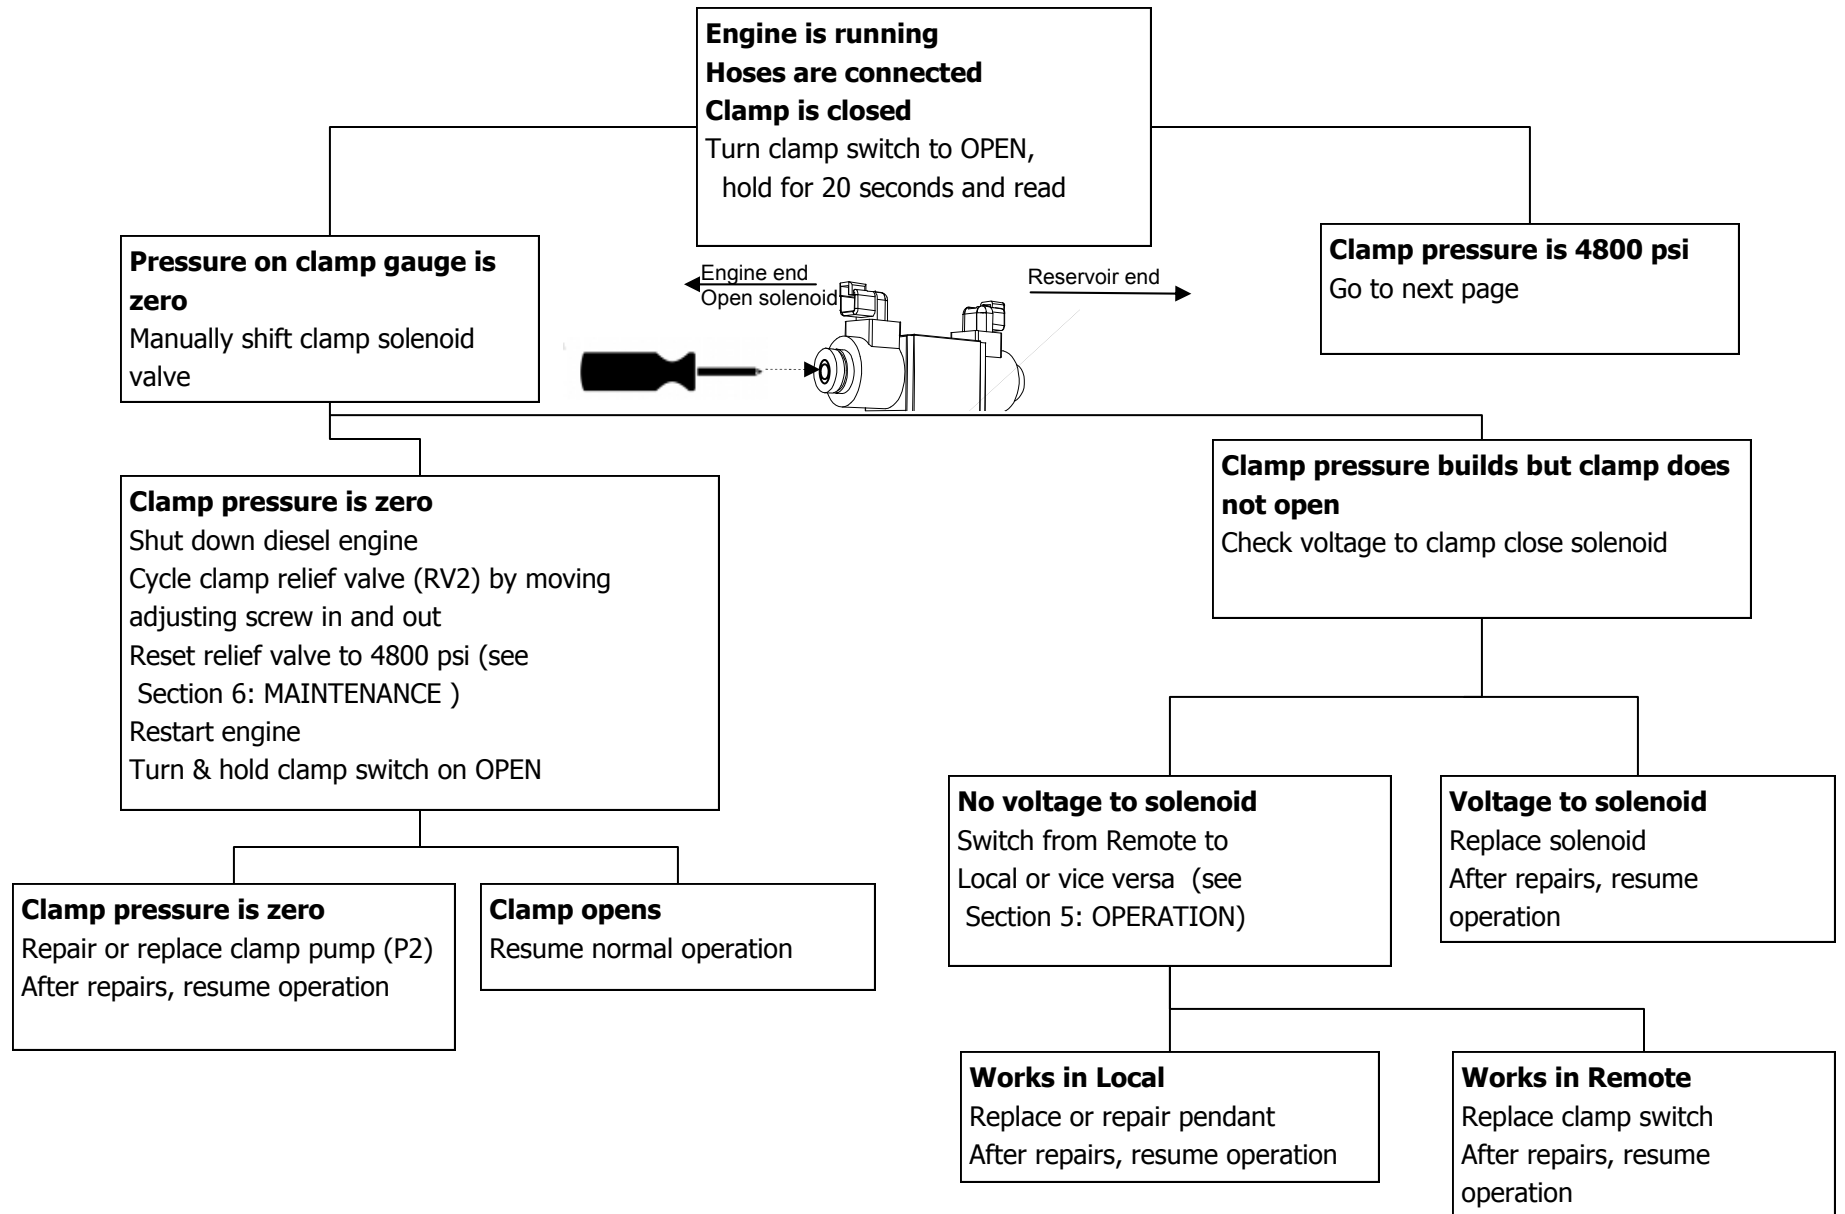 Engine is running
Hoses are connected
Clamp is closed
Turn clamp switch to OPEN,
hold for 20 seconds and read
Pressure on clamp gauge is
zero
Manually shift clamp solenoid
valve
Engine end
Open solenoid
Reservoir end
Clamp pressure is 4800 psi
Go to next page
Clamp pressure is zero
Shut down diesel engine
Cycle clamp relief valve (RV2) by moving
adjusting screw in and out
Reset relief valve to 4800 psi (see
Section 6: MAINTENANCE )
Restart engine
Turn & hold clamp switch on OPEN
Clamp pressure builds but clamp does
not open
Check voltage to clamp close solenoid
No voltage to solenoid
Switch from Remote to
Local or vice versa  (see
Section 5: OPERATION)
Voltage to solenoid
Replace solenoid
After repairs, resume
operation
Clamp pressure is zero
Repair or replace clamp pump (P2)
After repairs, resume operation
Clamp opens
Resume normal operation
Works in Local
Replace or repair pendant
After repairs, resume operation
Works in Remote
Replace clamp switch
After repairs, resume
operation